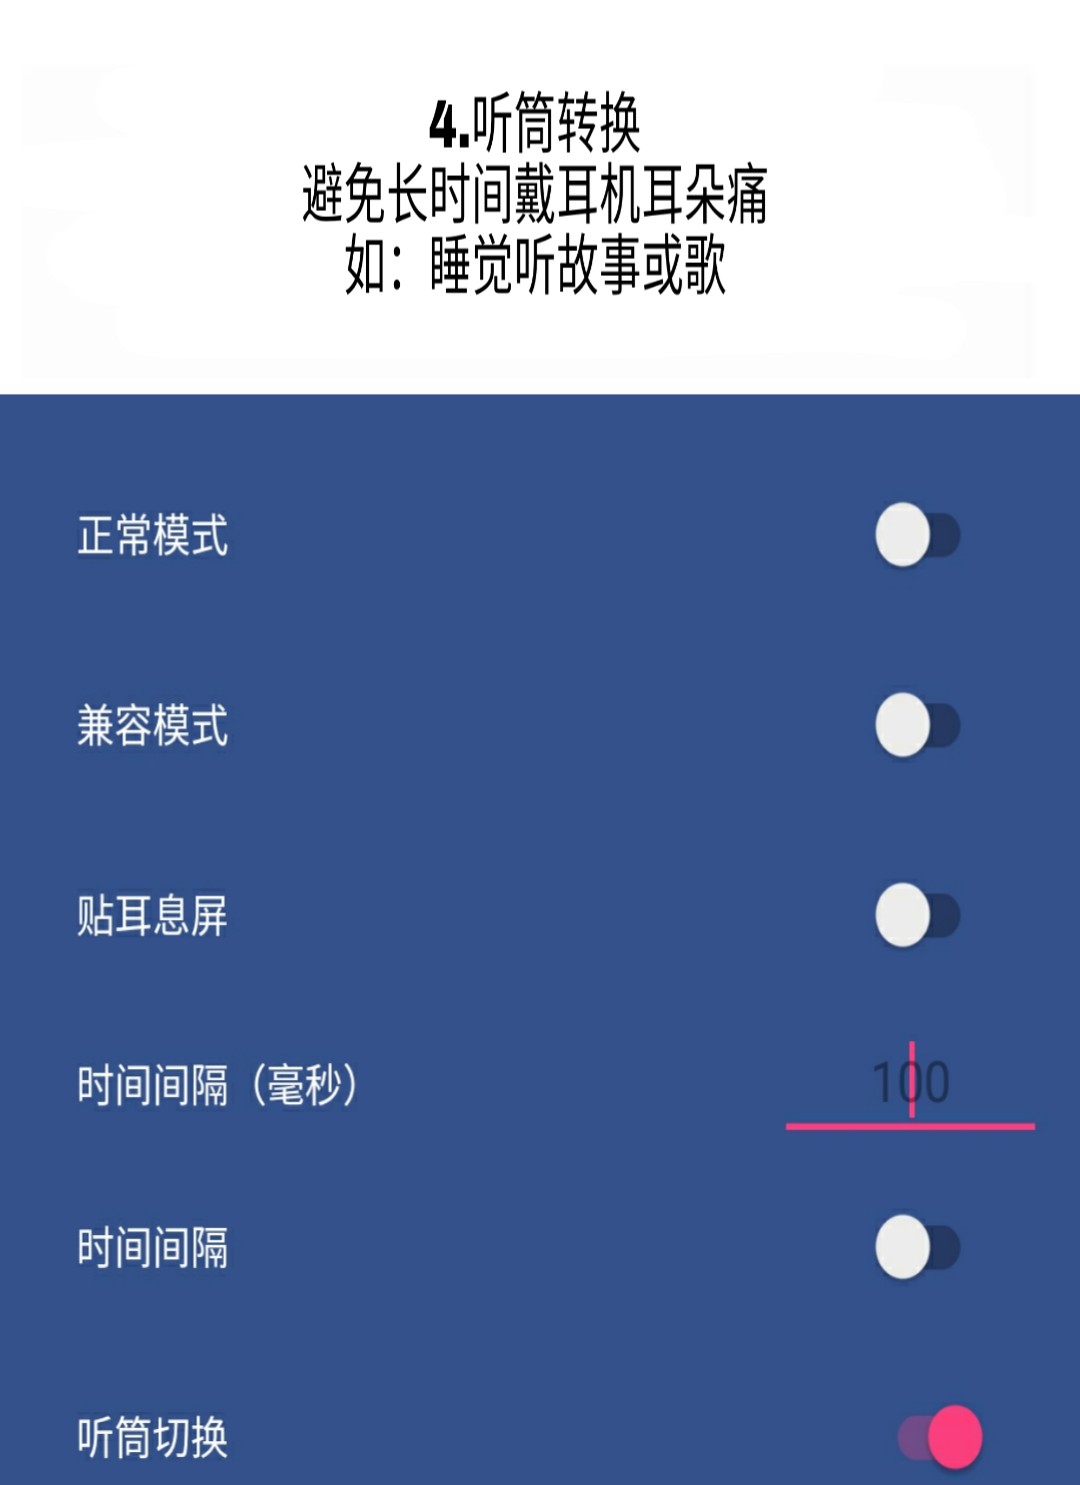 4.听筒转换
避免长时间戴耳机耳朵痛
如：睡觉听故事或歌
正常模式
兼容模式
贴耳息屏
时间间隔（毫秒）
100
时间间隔
听筒切换